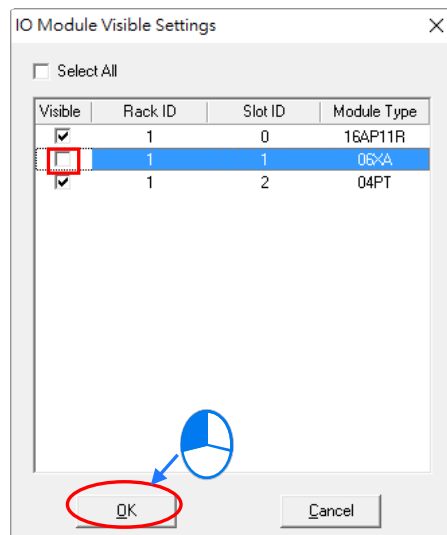 IO Module Visible Settings
Select All
Visible Rack ID Slot ID Module Type
1 0 16AP11R
1 1 06XA
1 2 04PT
OK Cancel